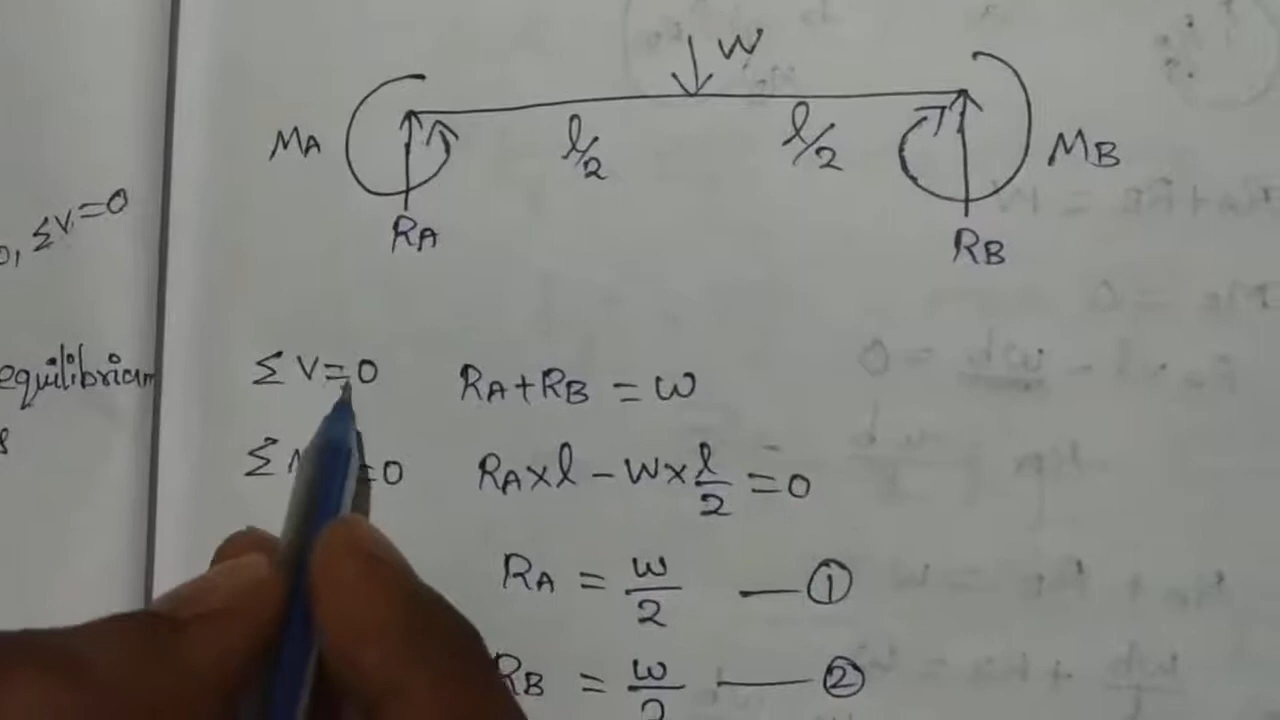 W
MA l/2 l/2 MB
RA RB
ΣV=0
equilibrium
ΣV=0 RA+RB=W
Σ =0 RA×l-W×l/2=0
RA=W/2 —①
RB=W/2 —②